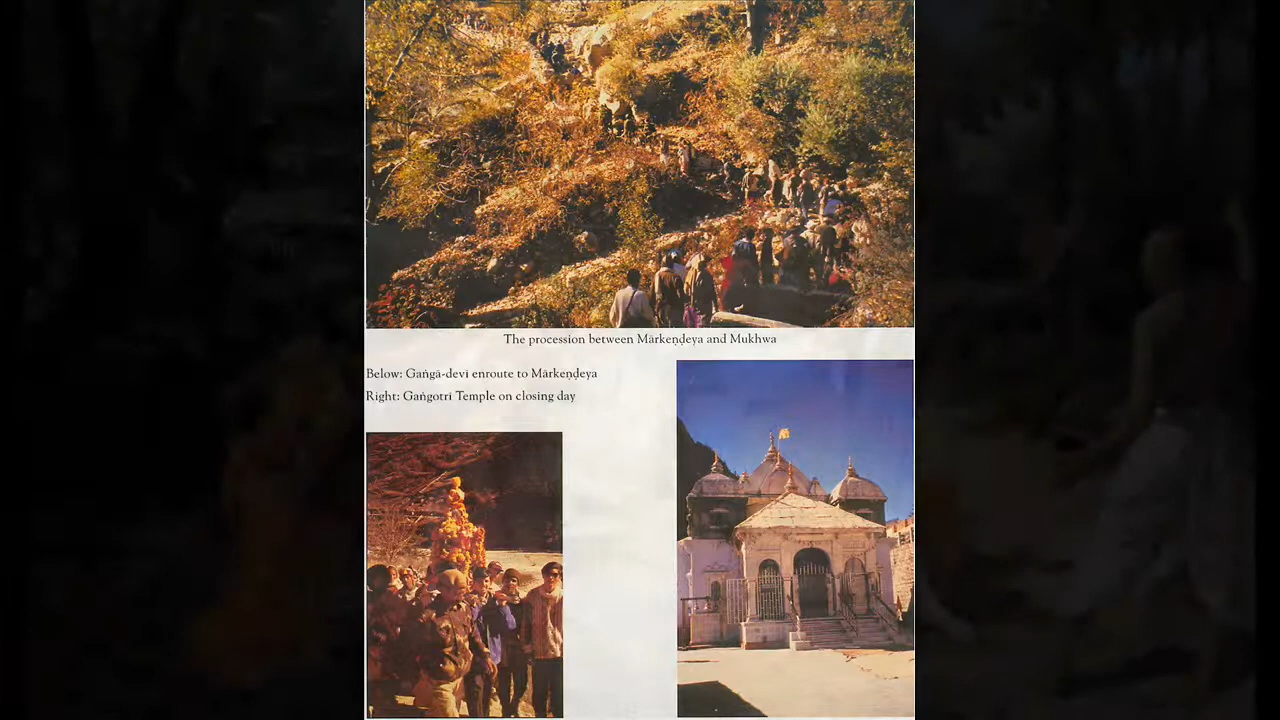 The procession between Mārkeṇḍeya and Mukhwa
Below: Gaṅgā-devī enroute to Mārkeṇḍeya
Right: Gaṅgotrī Temple on closing day